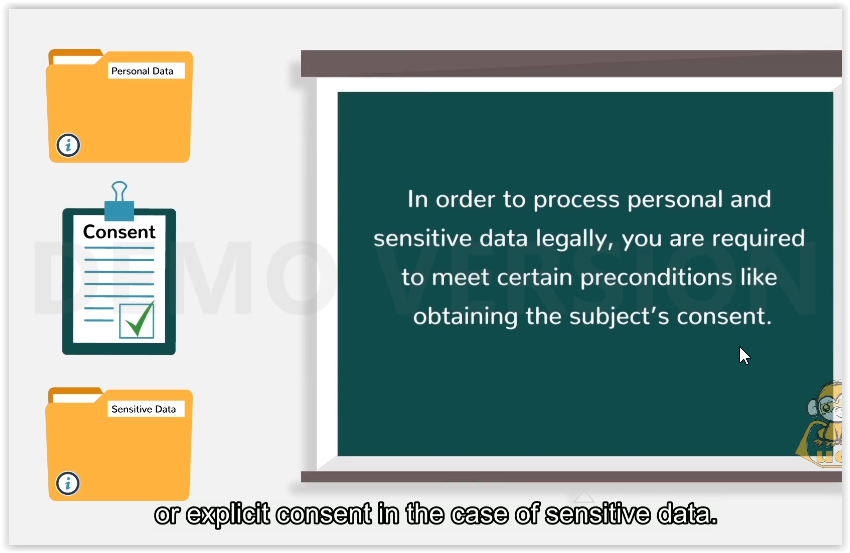 Personal Data
Consent
Sensitive Data
In order to process personal and
sensitive data legally, you are required
to meet certain preconditions like
obtaining the subject's consent.
DEMO VERSION
or explicit consent in the case of sensitive data.